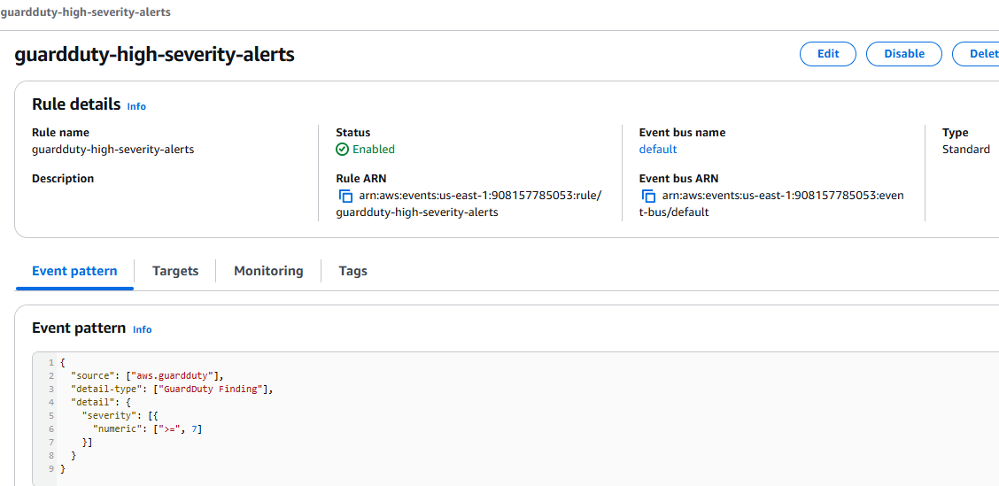 guardduty-high-severity-alerts
guardduty-high-severity-alerts
Edit
Disable
Delet
Rule details Info
Rule name
guardduty-high-severity-alerts
Status
Enabled
Event bus name
default
Type
Standard
Description
Rule ARN
arn:aws:events:us-east-1:908157785053:rule/
guardduty-high-severity-alerts
Event bus ARN
arn:aws:events:us-east-1:908157785053:even
t-bus/default
Event pattern
Targets
Monitoring
Tags
Event pattern Info
1 {
2   "source": ["aws.guardduty"],
3   "detail-type": ["GuardDuty Finding"],
4   "detail": {
5     "severity": [{
6       "numeric": [">=", 7]
7     }]
8   }
9 }